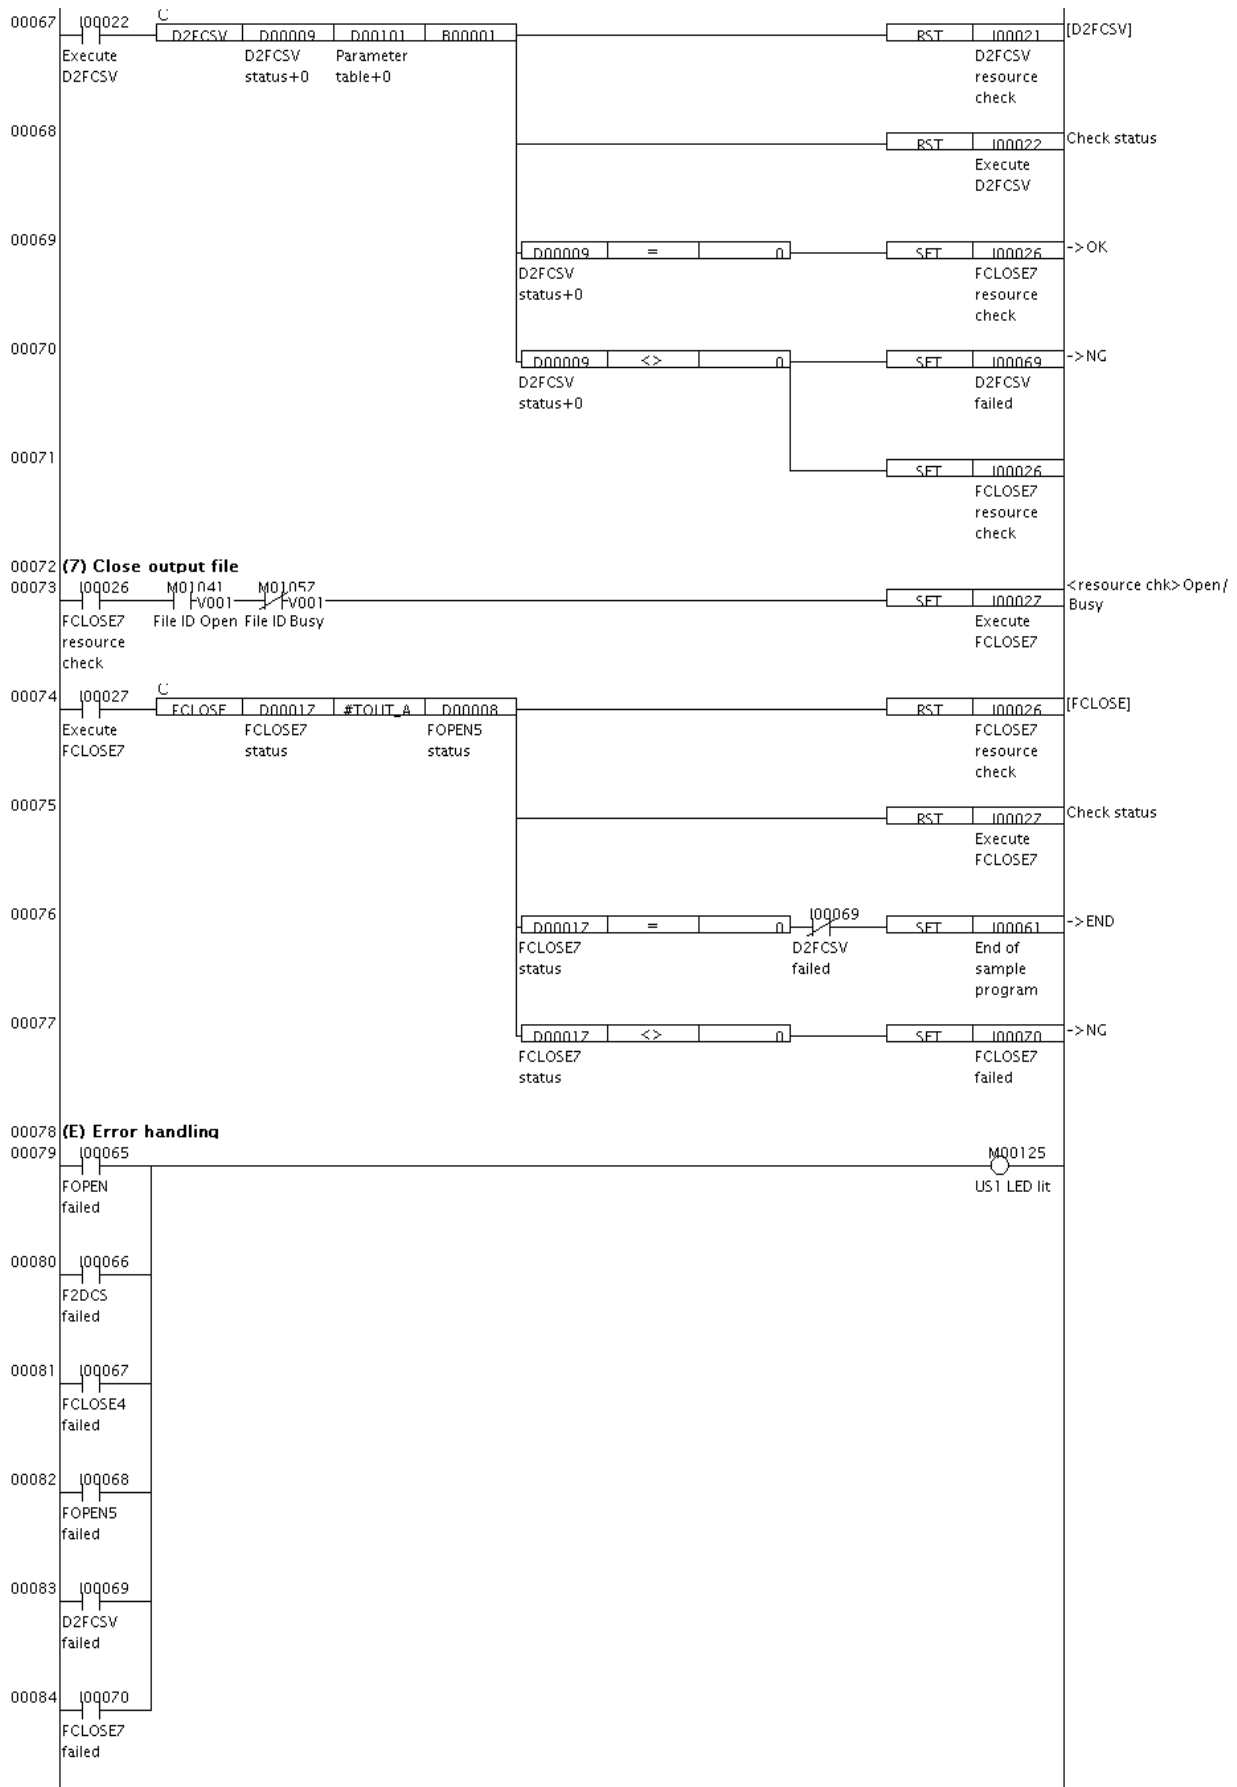 00067 I00022 C
D2FCSV D00009 D00101 B00001 RST I00021 [D2FCSV]
Execute D2FCSV Parameter D2FCSV
D2FCSV status+0 table+0 resource
check
00068 Check status
RST I00022
Execute
D2FCSV
00069 ->OK
D00009 = 0 SET I00026
D2FCSV FCLOSE7
status+0 resource
check
00070 ->NG
D00009 <> 0 SET I00069
D2FCSV D2FCSV
status+0 failed
00071
SET I00026
FCLOSE7
resource
check
00072 (7) Close output file
00073 I00026 M01041 M01057 <resource chk>Open/
V001 V001 SET I00027 Busy
FCLOSE7 File ID Open File ID Busy Execute
resource FCLOSE7
check
00074 I00027 C
FCLOSE D00017 #TOUT_A D00008 RST I00026 [FCLOSE]
Execute FCLOSE7 FOPEN5 FCLOSE7
FCLOSE7 status status resource
check
00075 Check status
RST I00027
Execute
FCLOSE7
00076 I00069 ->END
D00017 = 0 SET I00061
FCLOSE7 D2FCSV End of
status failed sample
program
00077 ->NG
D00017 <> 0 SET I00070
FCLOSE7 FCLOSE7
status failed
00078 (E) Error handling
00079 I00065 M00125
FOPEN US1 LED lit
failed
00080 I00066
F2DCS
failed
00081 I00067
FCLOSE4
failed
00082 I00068
FOPEN5
failed
00083 I00069
D2FCSV
failed
00084 I00070
FCLOSE7
failed